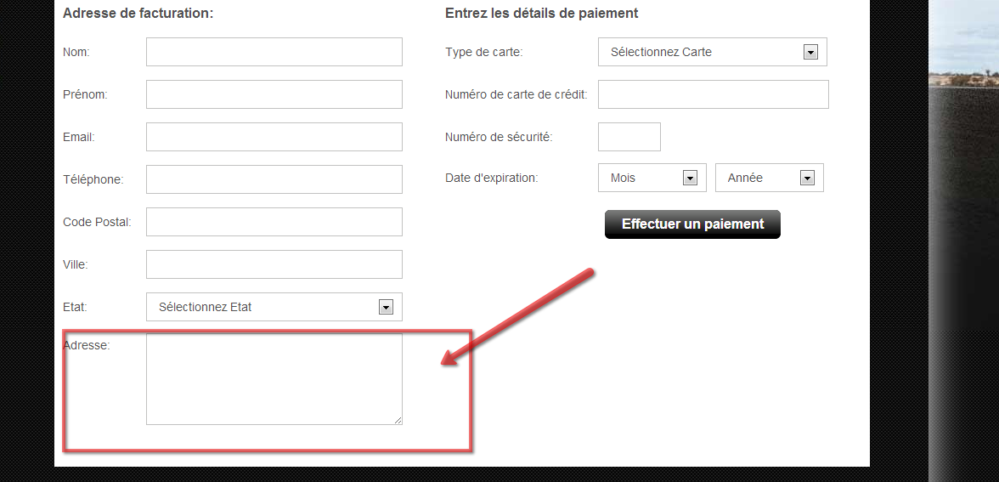 Adresse de facturation:
Nom:
Prénom:
Email:
Téléphone:
Code Postal:
Ville:
Etat:
Sélectionnez Etat
Adresse:
Entrez les détails de paiement
Type de carte:
Sélectionnez Carte
Numéro de carte de crédit:
Numéro de sécurité:
Date d'expiration:
Mois
Année
Effectuer un paiement